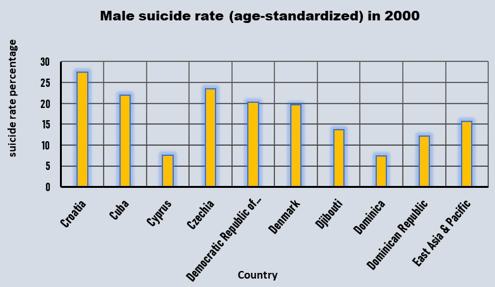 Male suicide rate (age-standardized) in 2000
suicide rate percentage
30
25
20
15
10
5
0
Croatia
Cuba
Cyprus
Czechia
Democratic Republic of...
Denmark
Djibouti
Dominica
Dominican Republic
East Asia & Pacific
Country